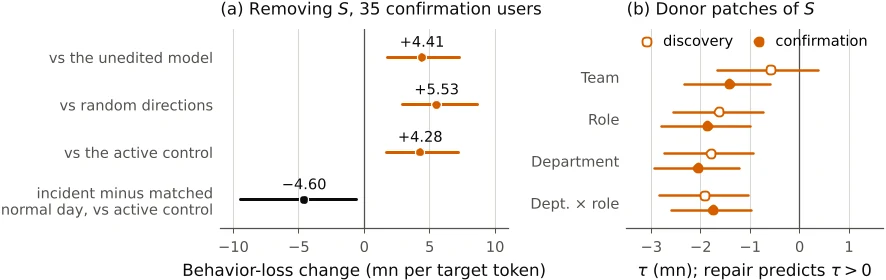 (a) Removing S, 35 confirmation users
vs the unedited model
+4.41
vs random directions
+5.53
vs the active control
+4.28
incident minus matched
normal day, vs active control
−4.60
−10 −5 0 5 10
Behavior-loss change (mn per target token)
(b) Donor patches of S
discovery confirmation
Team
Role
Department
Dept. × role
−3 −2 −1 0 1
τ (mn); repair predicts τ > 0